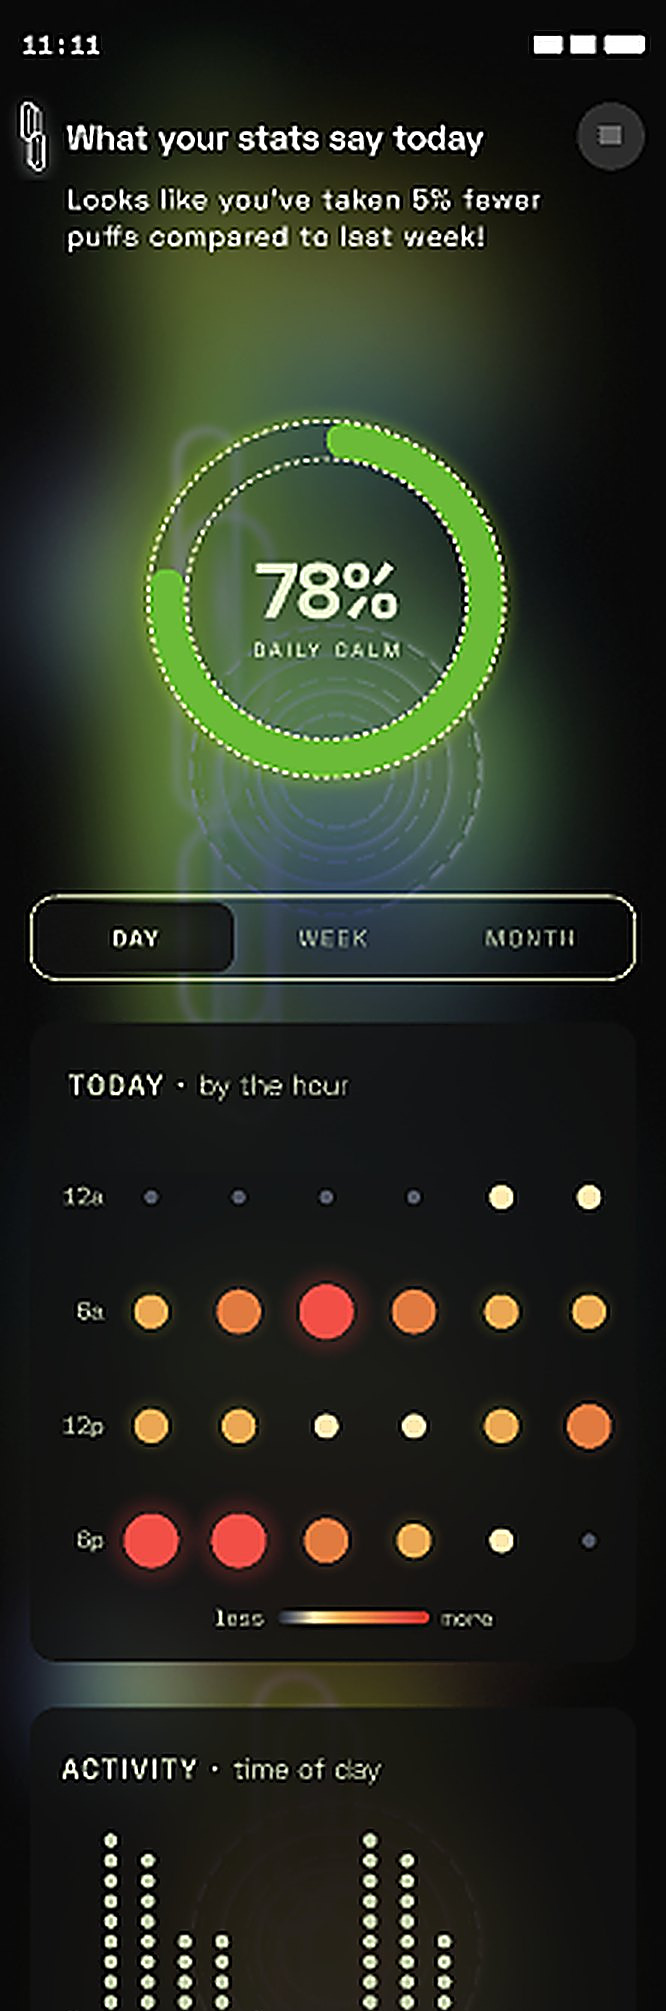 11:11
What your stats say today
Looks like you've taken 5% fewer
puffs compared to last week!
78%
DAILY CALM
DAY WEEK MONTH
TODAY • by the hour
12a
6a
12p
6p
less more
ACTIVITY • time of day